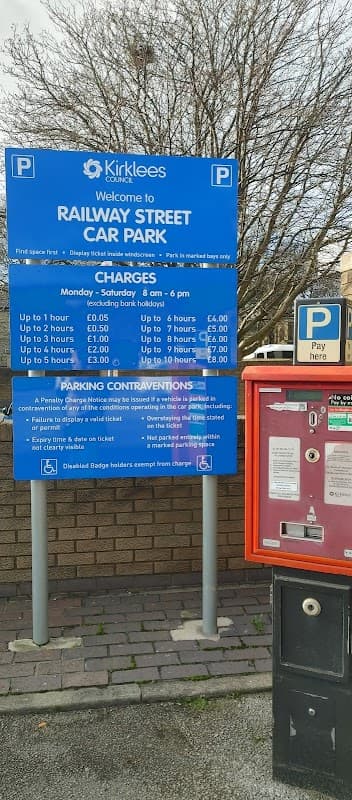 P
Kirklees
COUNCIL
P
Welcome to
RAILWAY STREET
CAR PARK
Find space first • Display ticket inside windscreen • Park in marked bays only
CHARGES
Monday - Saturday 8 am - 6 pm
(excluding bank holidays)
Up to 1 hour £0.05
Up to 2 hours £0.50
Up to 3 hours £1.00
Up to 4 hours £2.00
Up to 5 hours £3.00
Up to 6 hours £4.00
Up to 7 hours £5.00
Up to 8 hours £6.00
Up to 9 hours £7.00
Up to 10 hours £8.00
PARKING CONTRAVENTIONS
A Penalty Charge Notice may be issued if a vehicle is parked in
contravention of any of the conditions operating in the car park, including:
• Failure to display a valid ticket
or permit
• Expiry time & date on ticket
not clearly visible
• Overstaying the time stated
on the ticket
• Not parked entirely within
a marked parking space
Disabled Badge holders exempt from charge
P
Pay
here